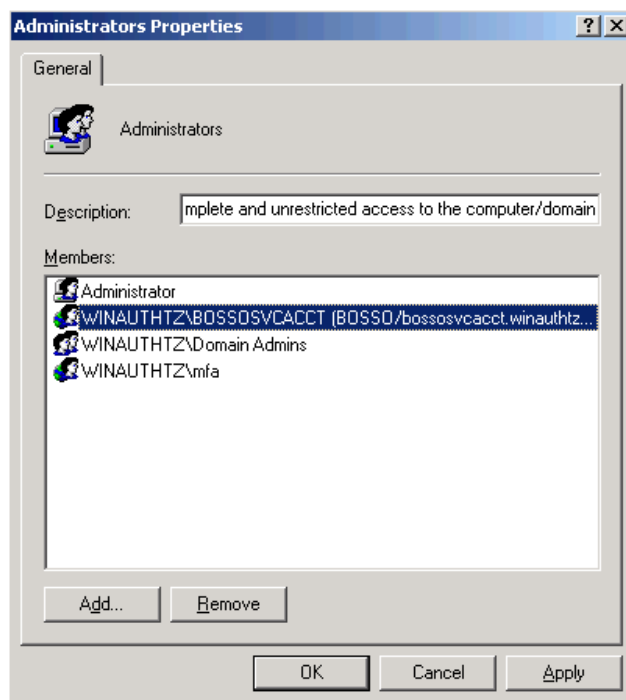 Administrators Properties
General
Administrators
Description: mplete and unrestricted access to the computer/domain
Members:
Administrator
WINAUTHTZ\BOSSOSVCACCT (BOSSO/bossosvcacct.winauthtz...
WINAUTHTZ\Domain Admins
WINAUTHTZ\mfa
Add... Remove
OK Cancel Apply